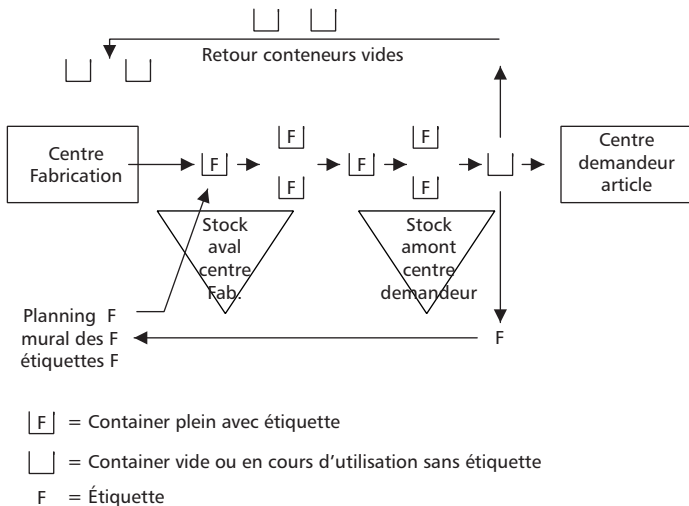 Retour conteneurs vides
Centre
Fabrication
F
F
F
F
F
F
Centre
demandeur
article
Stock
aval
centre
Fab.
Stock
amont
centre
demandeur
Planning F
mural des F
étiquettes F
F
F = Container plein avec étiquette
= Container vide ou en cours d'utilisation sans étiquette
F = Étiquette